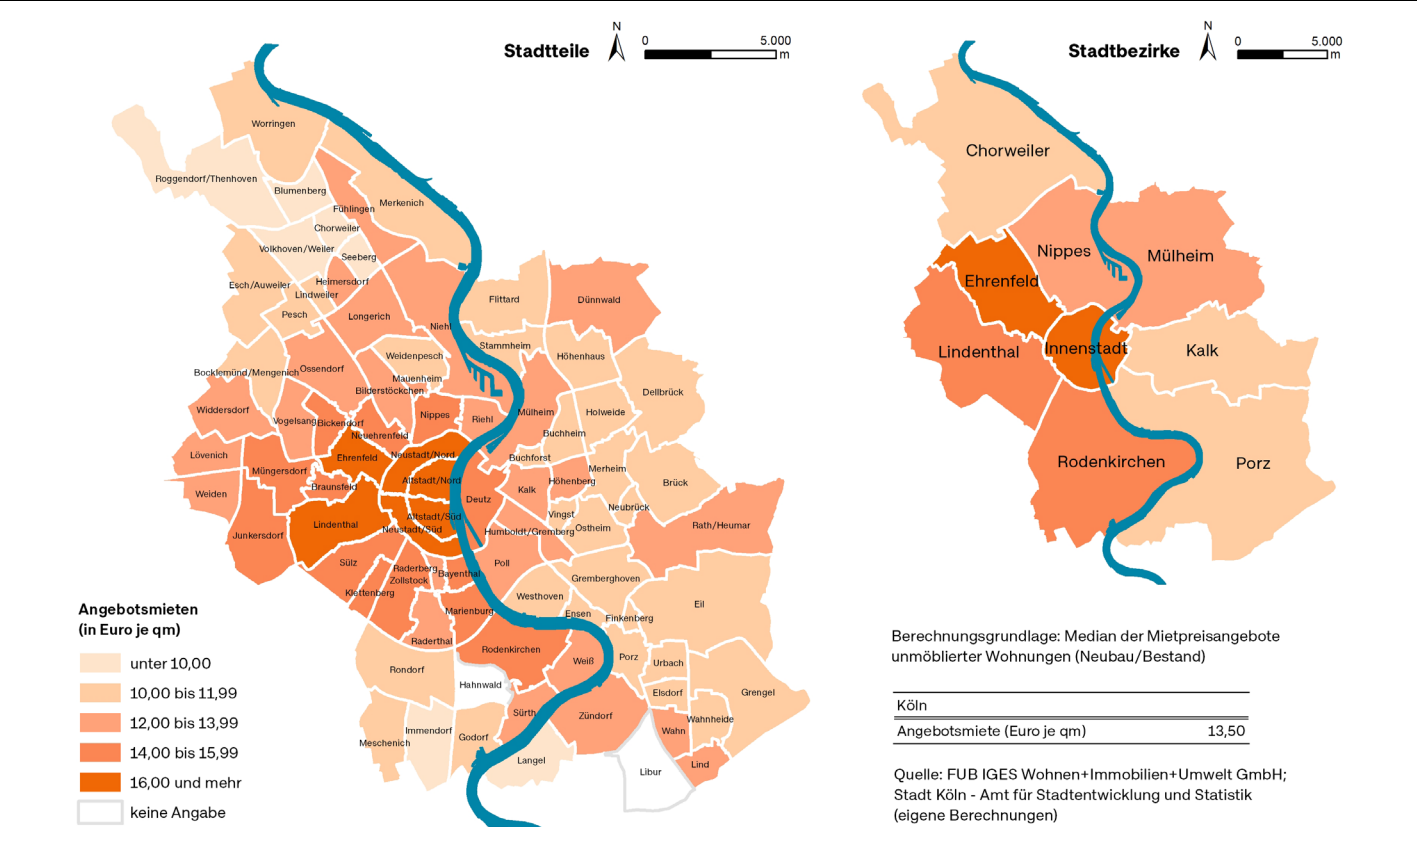 Stadtteile
N
0
5.000
m
Stadtbezirke
N
0
5.000
m
Worringen
Roggendorf/Thenhoven
Blumenberg
Fühlingen
Merkenich
Chorweiler
Volkhoven/Weiler
Seeberg
Heimersdorf
Esch/Auweiler
Lindweiler
Pesch
Longerich
Niehl
Flittard
Dünnwald
Stammheim
Höhenhaus
Weidenpesch
Mauenheim
Bocklemünd/Mengenich
Ossendorf
Bilderstöckchen
Dellbrück
Widdersdorf
Vogelsang
Bickendorf
Nippes
Riehl
Mülheim
Holweide
Neuehrenfeld
Buchheim
Lövenich
Ehrenfeld
Neustadt/Nord
Buchforst
Müngersdorf
Merheim
Altstadt/Nord
Höhenberg
Brück
Braunsfeld
Weiden
Kalk
Deutz
Neubrück
Altstadt/Süd
Vingst
Lindenthal
Neustadt/Süd
Ostheim
Rath/Heumar
Humboldt/Gremberg
Junkersdorf
Sülz
Raderberg
Poll
Bayenthal
Zollstock
Gremberghoven
Klettenberg
Westhoven
Eil
Marienburg
Ensen
Finkenberg
Raderthal
Rodenkirchen
Weiß
Porz
Urbach
Rondorf
Hahnwald
Elsdorf
Grengel
Sürth
Zündorf
Wahnheide
Immendorf
Wahn
Meschenich
Godorf
Langel
Lind
Libur
Chorweiler
Nippes
Mülheim
Ehrenfeld
Innenstadt
Lindenthal
Kalk
Rodenkirchen
Porz
Angebotsmieten
(in Euro je qm)
unter 10,00
10,00 bis 11,99
12,00 bis 13,99
14,00 bis 15,99
16,00 und mehr
keine Angabe
Berechnungsgrundlage: Median der Mietpreisangebote
unmöblierter Wohnungen (Neubau/Bestand)
Köln
Angebotsmiete (Euro je qm) 13,50
Quelle: FUB IGES Wohnen+Immobilien+Umwelt GmbH;
Stadt Köln - Amt für Stadtentwicklung und Statistik
(eigene Berechnungen)